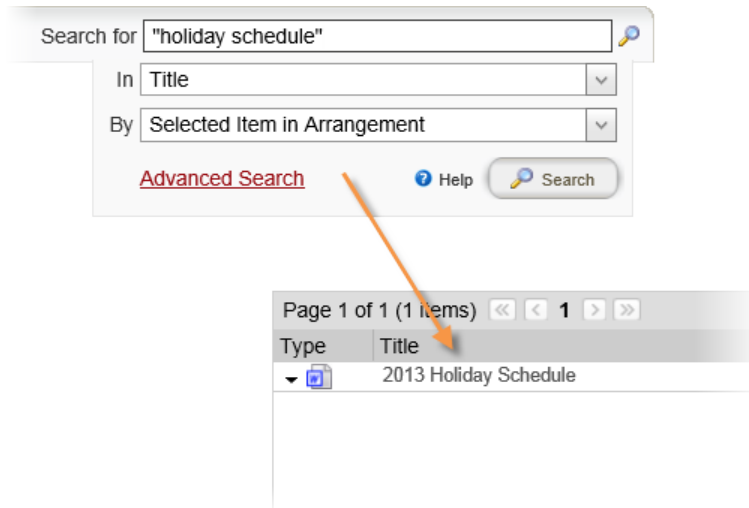 Search for "holiday schedule"
In Title
By Selected Item in Arrangement
Advanced Search Help Search
Page 1 of 1 (1 items) 1
Type Title
2013 Holiday Schedule